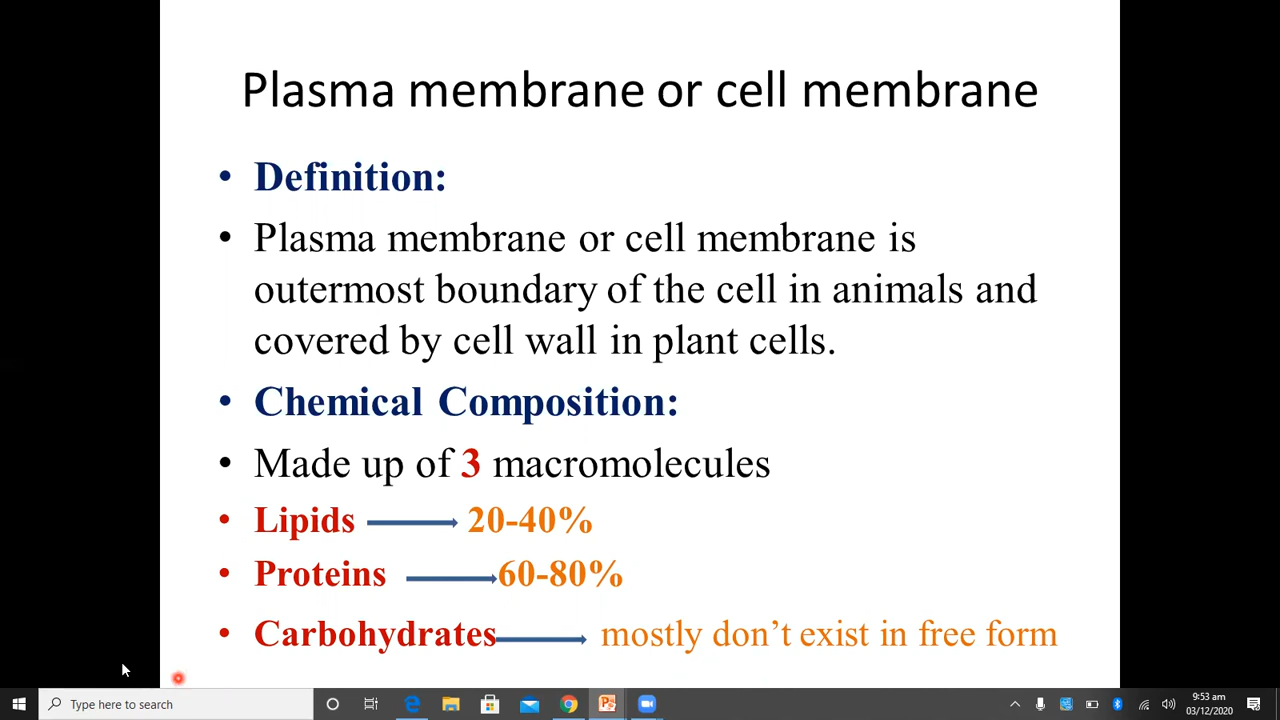 Plasma membrane or cell membrane
• Definition:
• Plasma membrane or cell membrane is
outermost boundary of the cell in animals and
covered by cell wall in plant cells.
• Chemical Composition:
• Made up of 3 macromolecules
• Lipids 20-40%
• Proteins 60-80%
• Carbohydrates mostly don't exist in free form
Type here to search
9:53 am
03/12/2020